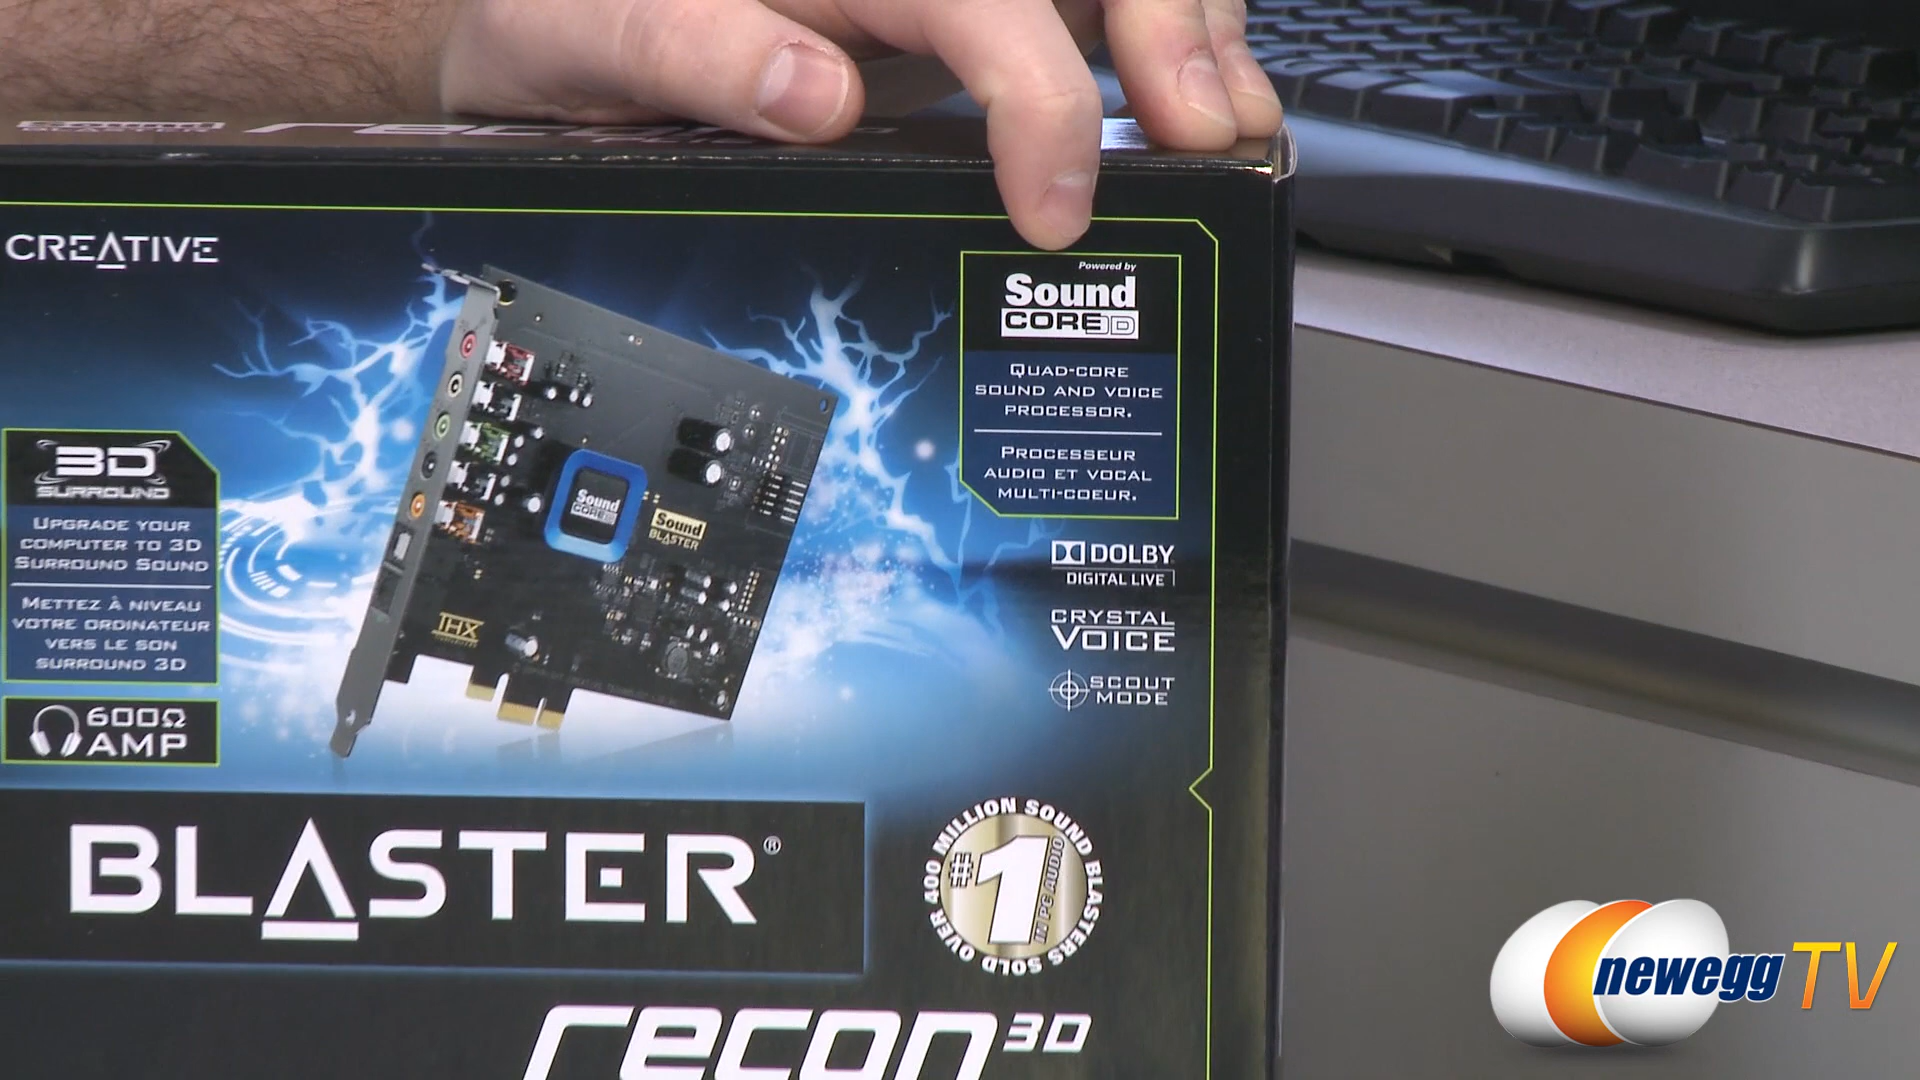 BLASTER recon 3D
CREATIVE
Powered by
Sound
CORE3D
QUAD-CORE
SOUND AND VOICE
PROCESSOR.
PROCESSEUR
AUDIO ET VOCAL
MULTI-COEUR.
3D
SURROUND
UPGRADE YOUR
COMPUTER TO 3D
SURROUND SOUND
METTEZ À NIVEAU
VOTRE ORDINATEUR
VERS LE SON
SURROUND 3D
600Ω
AMP
Sound
CORE3D
Sound
BLASTER
THX
DOLBY
DIGITAL LIVE
CRYSTAL
VOICE
SCOUT
MODE
BLASTER®
recon3D
OVER 400 MILLION SOUND BLASTERS SOLD
#1
IN PC AUDIO
newegg TV